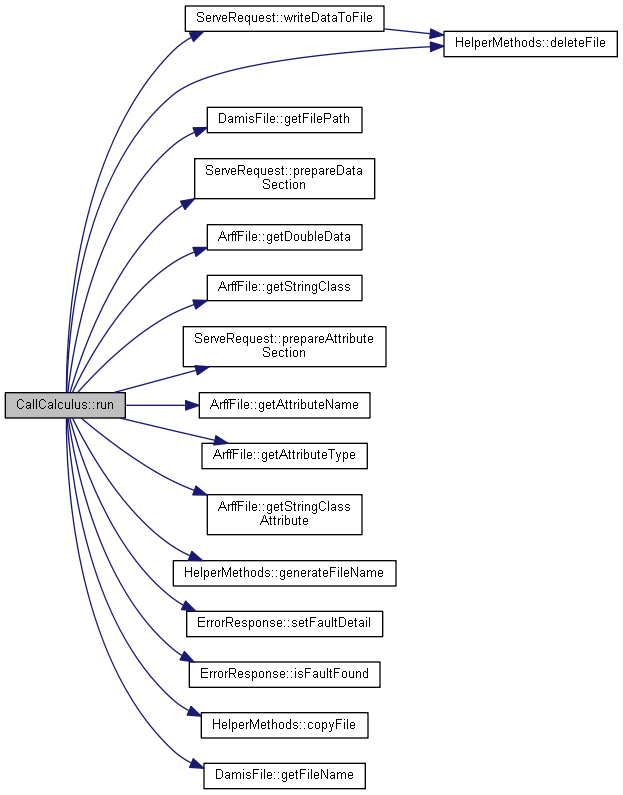 ServeRequest::writeDataToFile
HelperMethods::deleteFile
DamisFile::getFilePath
ServeRequest::prepareData
Section
ArffFile::getDoubleData
ArffFile::getStringClass
ServeRequest::prepareAttribute
Section
CallCalculus::run
ArffFile::getAttributeName
ArffFile::getAttributeType
ArffFile::getStringClass
Attribute
HelperMethods::generateFileName
ErrorResponse::setFaultDetail
ErrorResponse::isFaultFound
HelperMethods::copyFile
DamisFile::getFileName